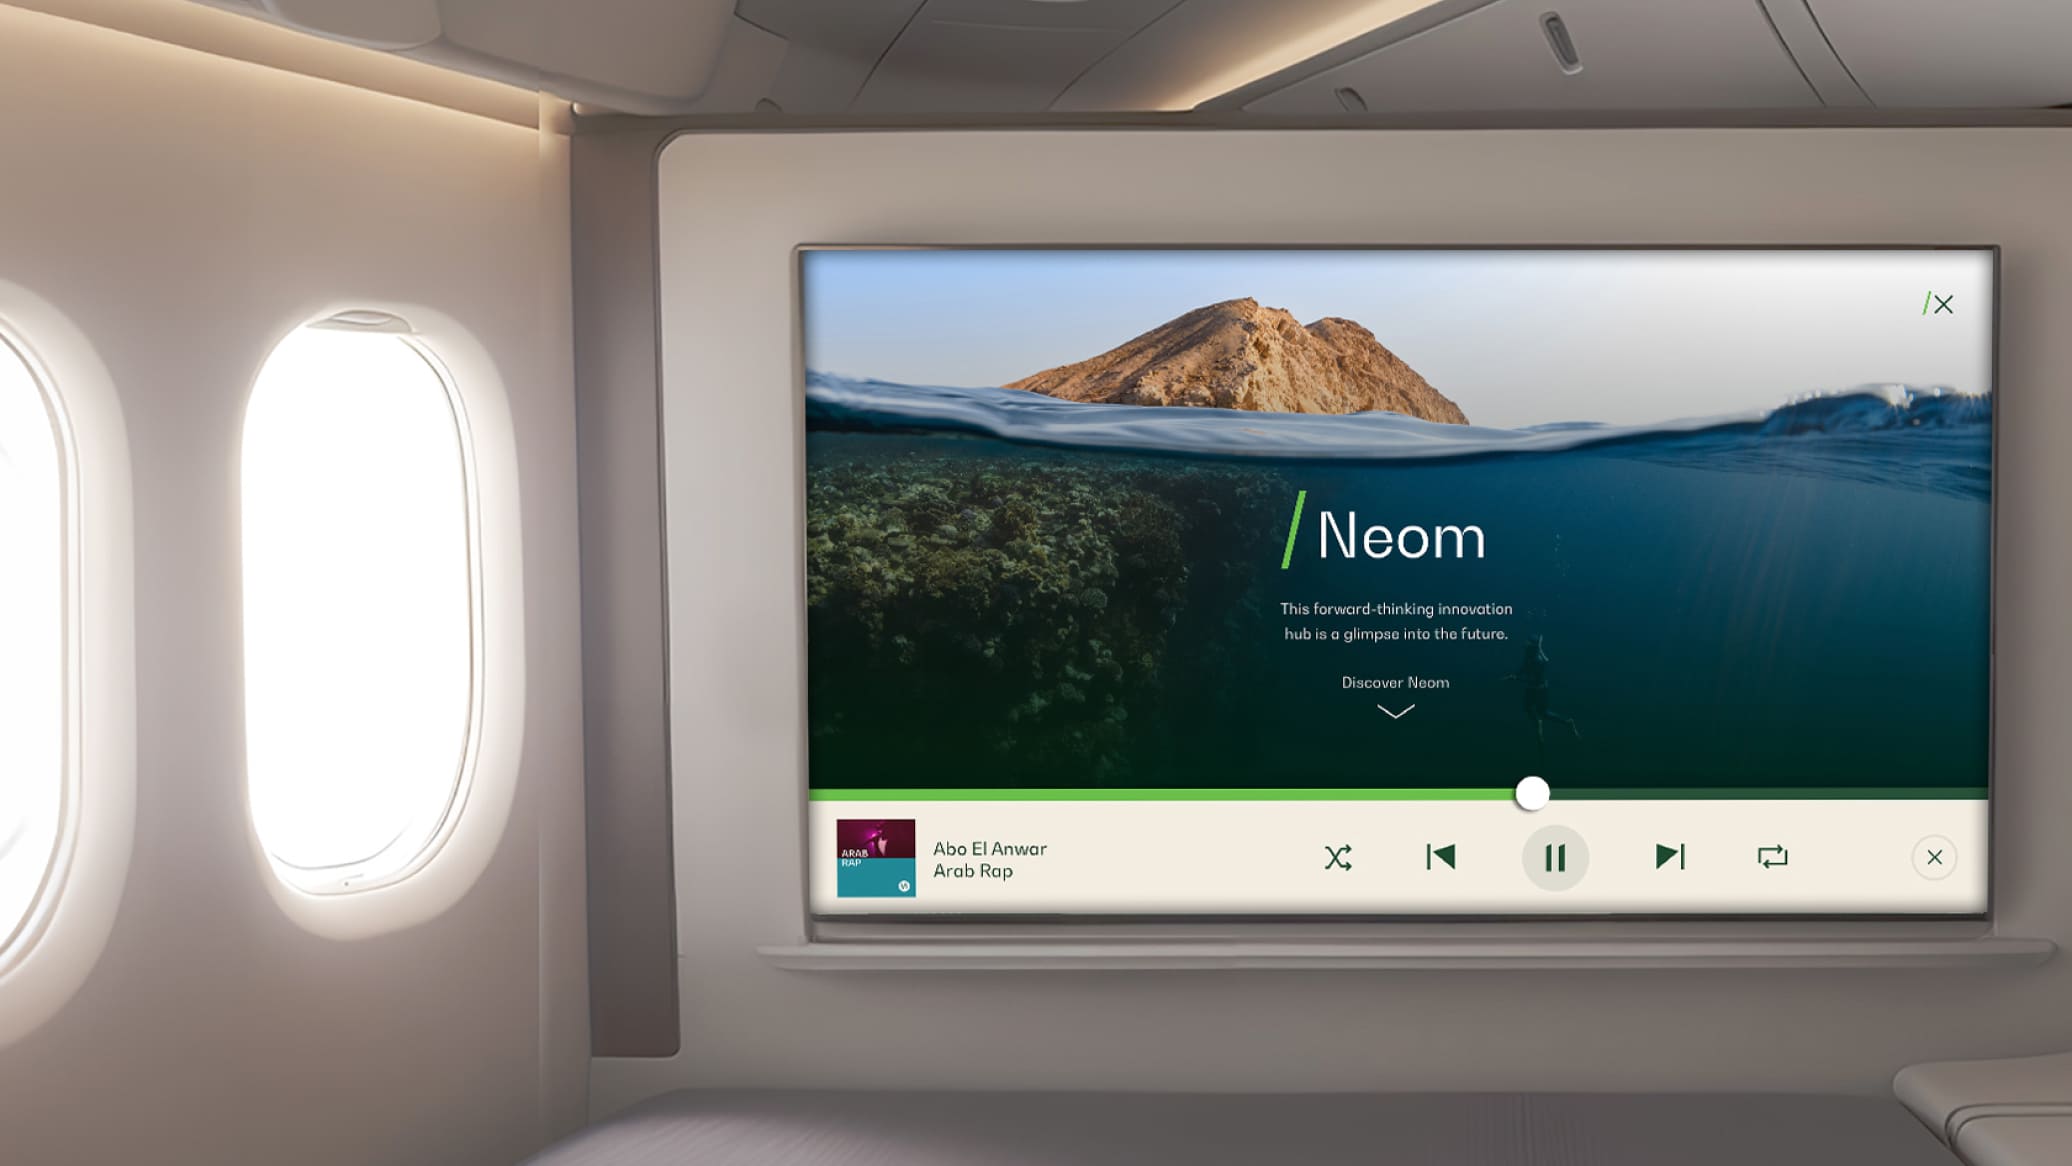 / Neom
This forward-thinking innovation
hub is a glimpse into the future.
Discover Neom
ARAB
RAP
Abo El Anwar
Arab Rap